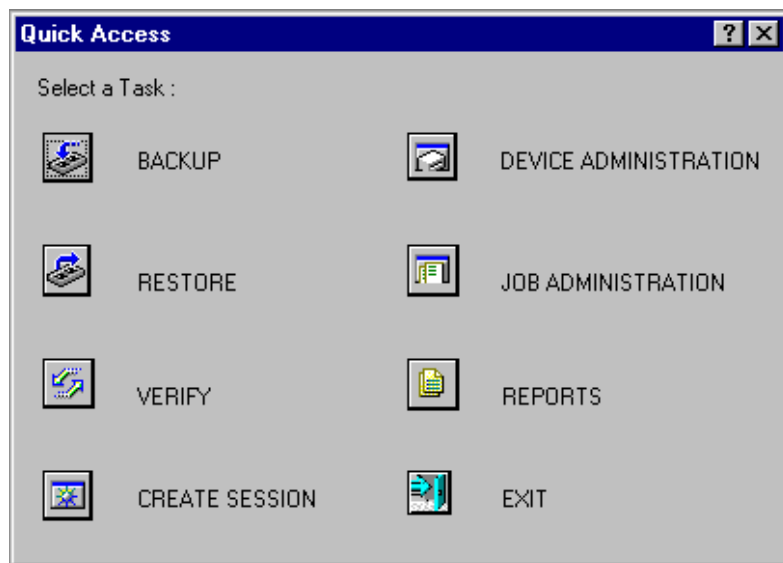 Quick Access
Select a Task :
BACKUP
DEVICE ADMINISTRATION
RESTORE
JOB ADMINISTRATION
VERIFY
REPORTS
CREATE SESSION
EXIT